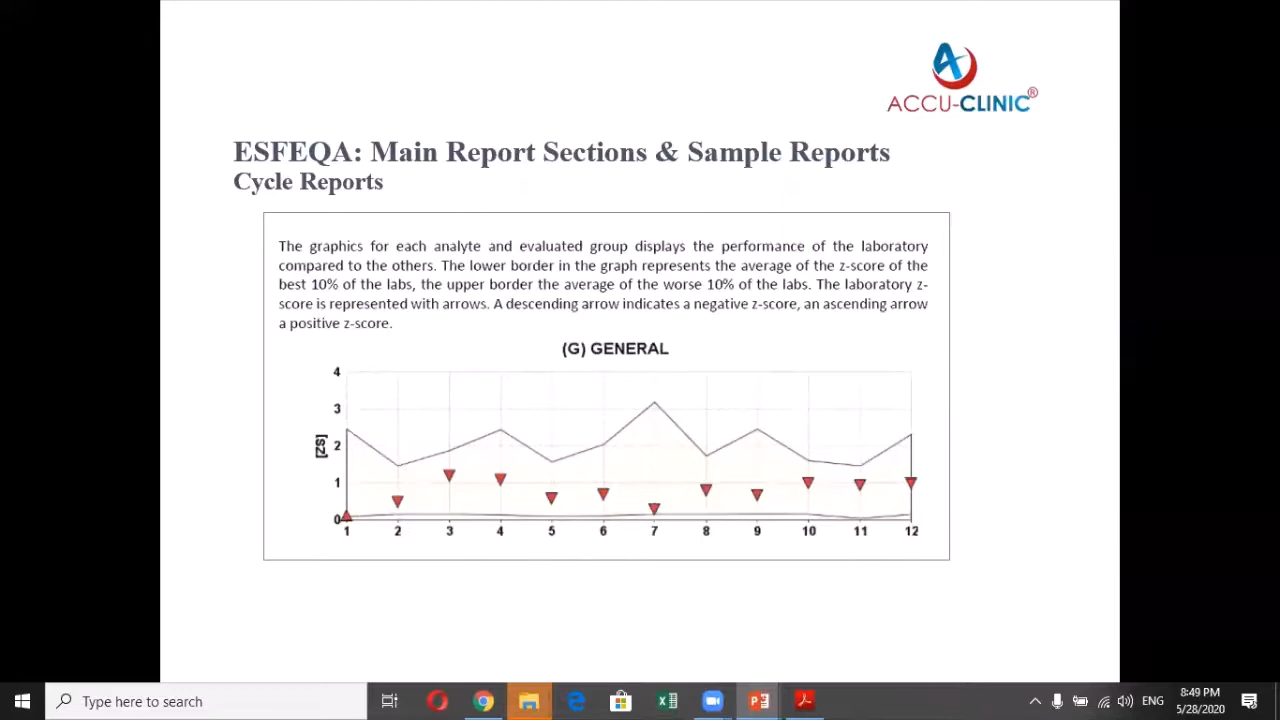 ACCU-CLINIC®
ESFEQA: Main Report Sections & Sample Reports
Cycle Reports
The graphics for each analyte and evaluated group displays the performance of the laboratory
compared to the others. The lower border in the graph represents the average of the z-score of the
best 10% of the labs, the upper border the average of the worse 10% of the labs. The laboratory z-
score is represented with arrows. A descending arrow indicates a negative z-score, an ascending arrow
a positive z-score.
(G) GENERAL
4
3
[ZS]
2
1
0
1 2 3 4 5 6 7 8 9 10 11 12
Type here to search
ENG
8:49 PM
5/28/2020